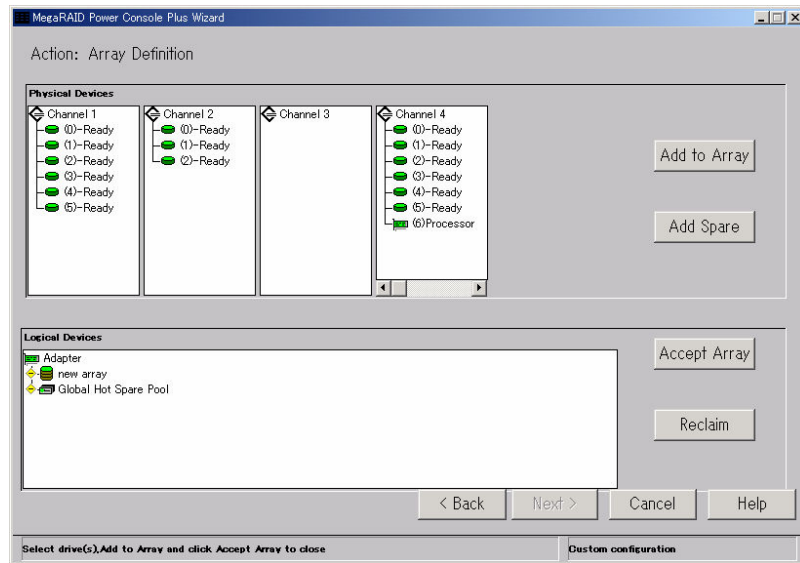 MegaRAID Power Console Plus Wizard
Action: Array Definition
Physical Devices
Channel 1
(0)-Ready
(1)-Ready
(2)-Ready
(3)-Ready
(4)-Ready
(5)-Ready
Channel 2
(0)-Ready
(1)-Ready
(2)-Ready
Channel 3
Channel 4
(0)-Ready
(1)-Ready
(2)-Ready
(3)-Ready
(4)-Ready
(5)-Ready
(6)Processor
Add to Array
Add Spare
Logical Devices
Adapter
new array
Global Hot Spare Pool
Accept Array
Reclaim
< Back
Next >
Cancel
Help
Select drive(s),Add to Array and click Accept Array to close
Custom configuration